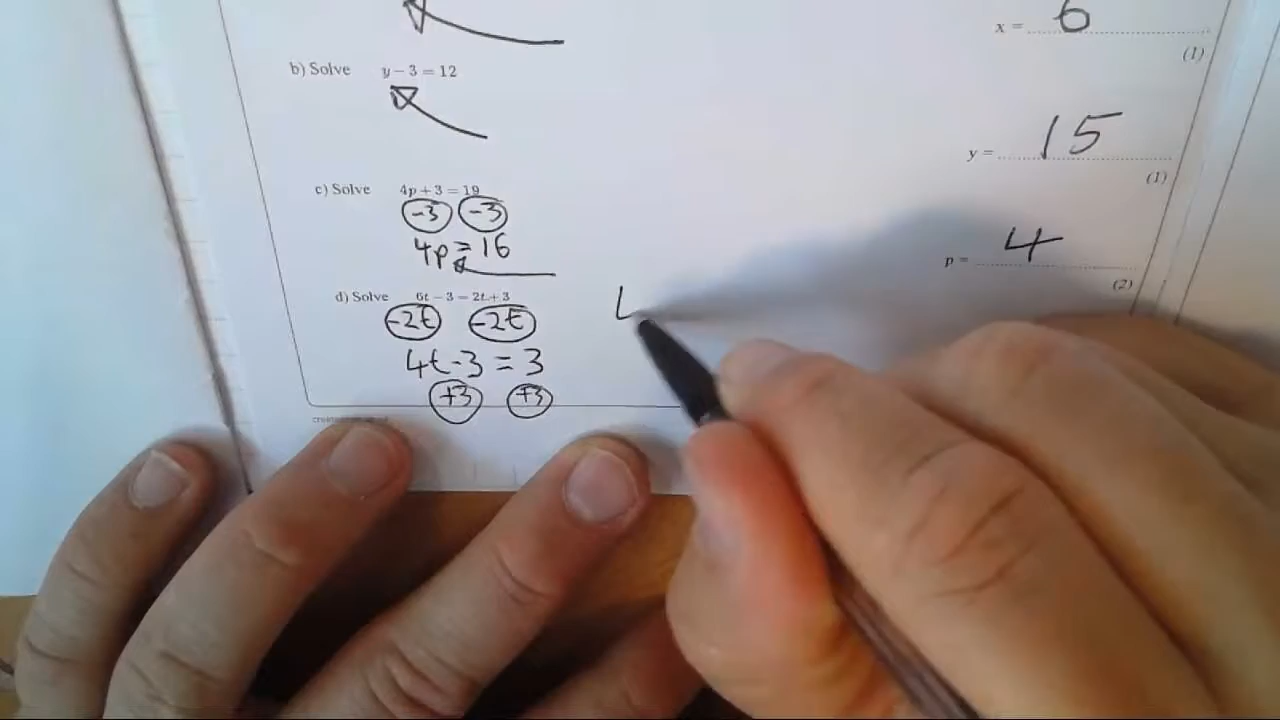 x = 6
(1)
b) Solve y − 3 = 12
y = 15
(1)
c) Solve 4p + 3 = 19
-3 -3
4p = 16
p = 4
(2)
d) Solve 6t − 3 = 2t + 3
-2t -2t
4t - 3 = 3
+3 +3